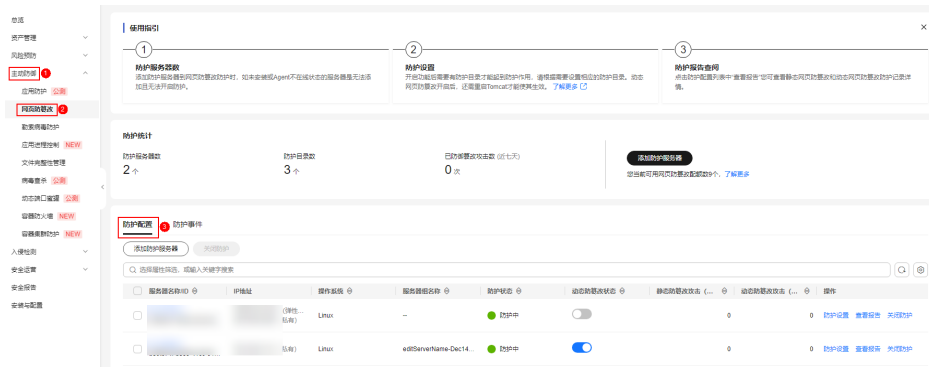 总览
资产管理
风险预防
主动防御 1
应用防护 公测
网页防篡改 2
勒索病毒防护
应用进程控制 NEW
文件完整性管理
病毒查杀 公测
动态端口蜜罐 公测
容器防火墙 NEW
容器集群防护 NEW
入侵检测
安全运营
安全报告
安装与配置
使用指引
1
防护服务器数
添加防护服务器到网页防篡改防护时，如未安装或Agent不在线状态的服务器是无法添
加且无法开启防护。
2
防护设置
开启功能后需要有防护目录才能起到防护作用，请根据需要设置相应的防护目录。动态
网页防篡改开启后，还需重启Tomcat才能使其生效。 了解更多
3
防护报告查阅
点击防护配置列表中“查看报告”您可查看静态网页防篡改和动态网页防篡改防护记录详
情。
防护统计
防护服务器数
2 个
防护目录数
3 个
已防御篡改攻击数 (近七天)
0 次
添加防护服务器
您当前可用网页防篡改配额数9个，了解更多
防护配置 3 防护事件
添加防护服务器 关闭防护
选择属性筛选，或输入关键字搜索
服务器名称/ID IP地址 操作系统 服务器组名称 防护状态 动态防篡改状态 静态防篡改攻击 (... 动态防篡改攻击 (... 操作
(弹性...
私有) Linux -- 防护中 0 0 防护设置 查看报告 关闭防护
私有) Linux editServerName-Dec14... 防护中 0 0 防护设置 查看报告 关闭防护